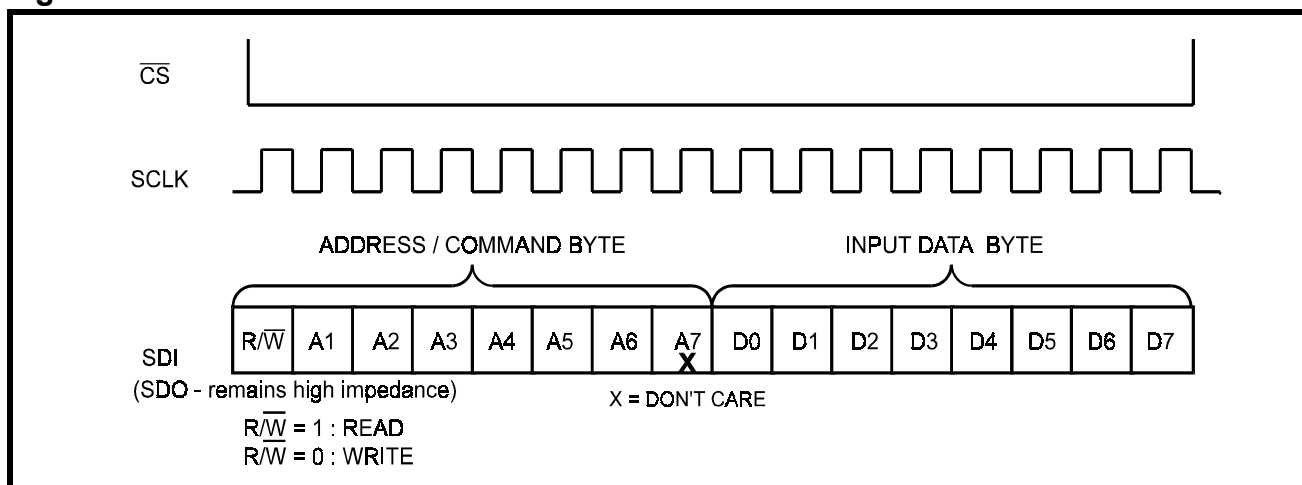 CS
SCLK
ADDRESS / COMMAND BYTE INPUT DATA BYTE
R/W A1 A2 A3 A4 A5 A6 A7 D0 D1 D2 D3 D4 D5 D6 D7
X
SDI
(SDO - remains high impedance) X = DON'T CARE
R/W = 1 : READ
R/W = 0 : WRITE